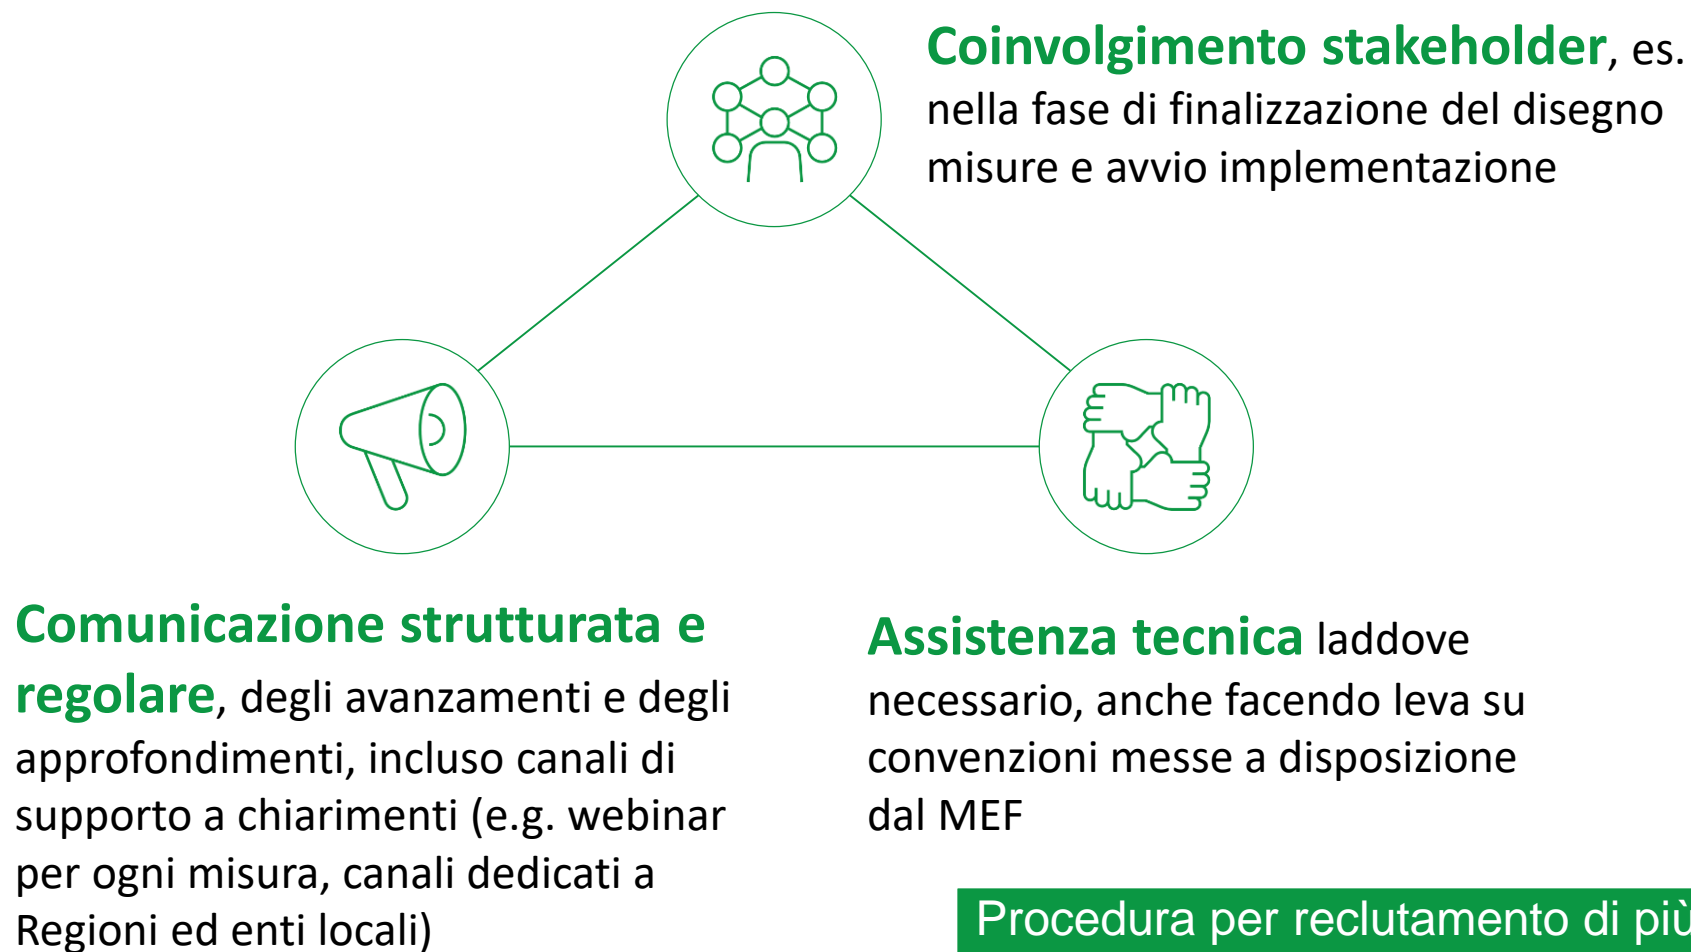 Coinvolgimento stakeholder, es.
nella fase di finalizzazione del disegno
misure e avvio implementazione
Comunicazione strutturata e
regolare, degli avanzamenti e degli
approfondimenti, incluso canali di
supporto a chiarimenti (e.g. webinar
per ogni misura, canali dedicati a
Regioni ed enti locali)
Assistenza tecnica laddove
necessario, anche facendo leva su
convenzioni messe a disposizione
dal MEF
Procedura per reclutamento di più